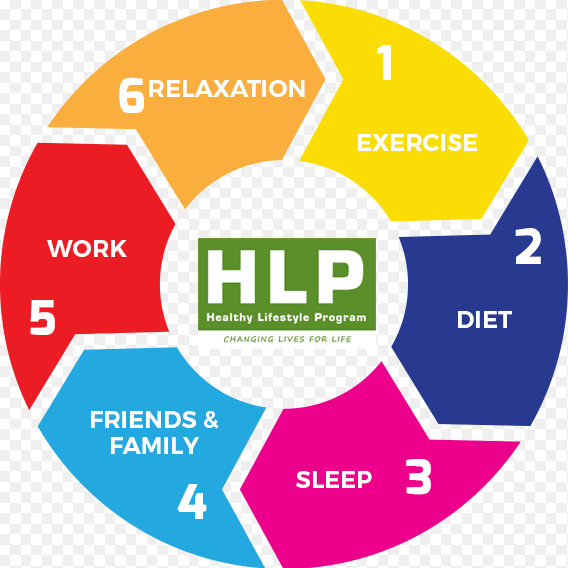 1
EXERCISE
2
DIET
3
SLEEP
4
FRIENDS &
FAMILY
5
WORK
6
RELAXATION
HLP
Healthy Lifestyle Program
CHANGING LIVES FOR LIFE